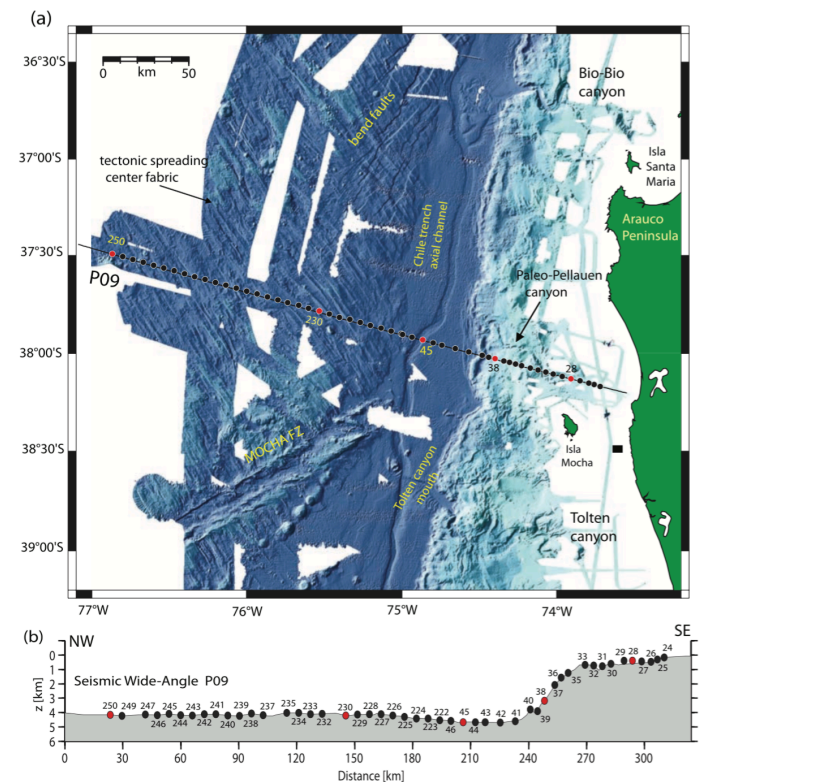 (a)
36°30'S
37°00'S
37°30'S
38°00'S
38°30'S
39°00'S
77°W
76°W
75°W
74°W
0 km 50
bend faults
Bio-Bio
canyon
Isla
Santa
Maria
tectonic spreading
center fabric
Arauco
Peninsula
Chile trench
axial channel
250
P09
Paleo-Pellauen
canyon
230
45
38
28
MOCHA FZ
Isla
Mocha
Tolten canyon
mouth
Tolten
canyon
(b)
NW
SE
Seismic Wide-Angle P09
z [km]
0
1
2
3
4
5
6
250 249 247 245 243 241 239 237 235 233 230 228 226 222 45 43 41 40 38 36 33 31 29 28 26 24
246 244 242 240 238 234 232 229 227 225 224 223 46 44 42 39 37 35 32 30 27 25
0 30 60 90 120 150 180 210 240 270 300
Distance [km]